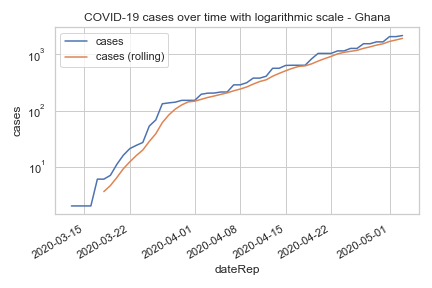 COVID-19 cases over time with logarithmic scale - Ghana
cases
cases (rolling)
10³
10²
10¹
cases
2020-03-15
2020-03-22
2020-04-01
2020-04-08
2020-04-15
2020-04-22
2020-05-01
dateRep